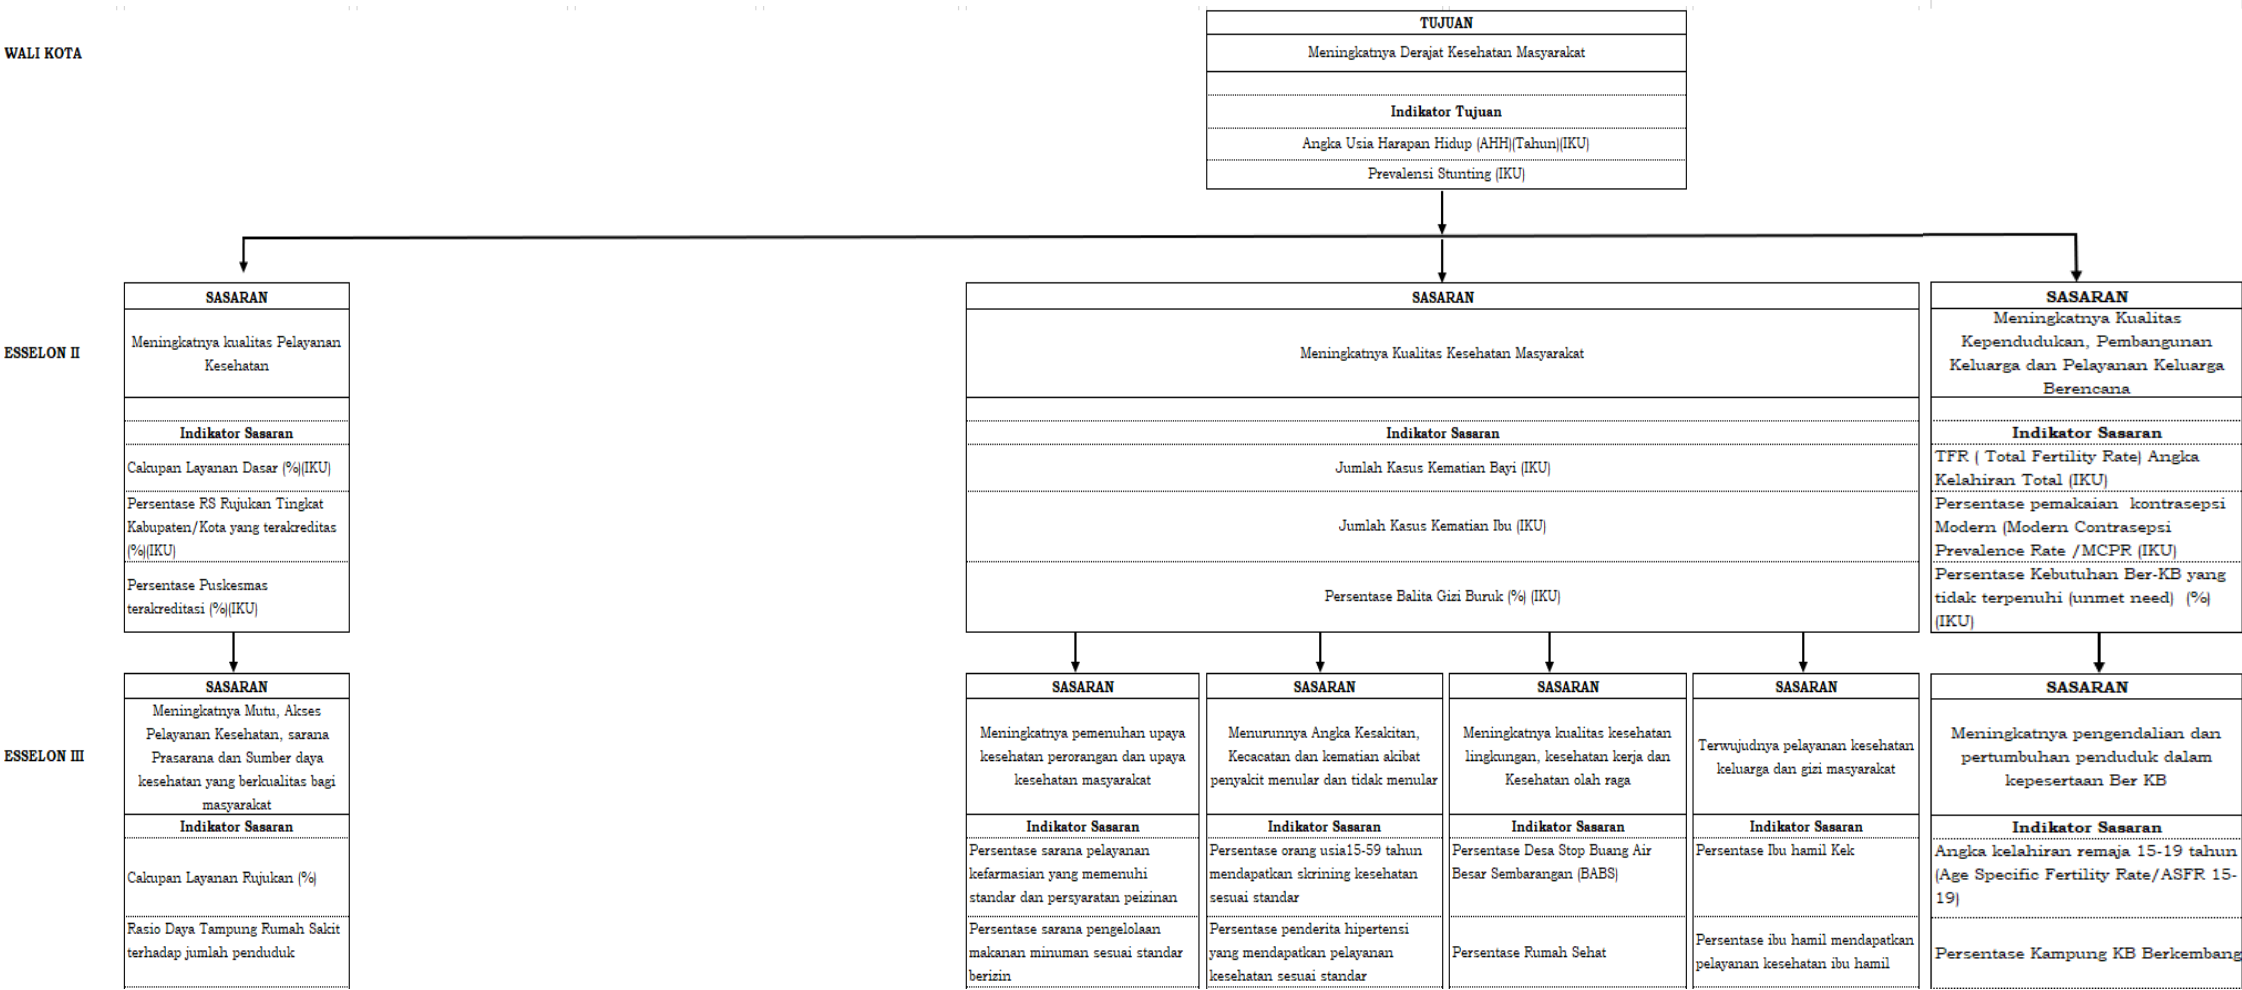 WALI KOTA
TUJUAN
Meningkatnya Derajat Kesehatan Masyarakat
Indikator Tujuan
Angka Usia Harapan Hidup (AHH)(Tahun)(IKU)
Prevalensi Stunting (IKU)
ESSELON II
SASARAN
Meningkatnya kualitas Pelayanan
Kesehatan
Indikator Sasaran
Cakupan Layanan Dasar (%)(IKU)
Persentase RS Rujukan Tingkat
Kabupaten/Kota yang terakreditas
(%)(IKU)
Persentase Puskesmas
terakreditasi (%)(IKU)
SASARAN
Meningkatnya Kualitas Kesehatan Masyarakat
Indikator Sasaran
Jumlah Kasus Kematian Bayi (IKU)
Jumlah Kasus Kematian Ibu (IKU)
Persentase Balita Gizi Buruk (%) (IKU)
SASARAN
Meningkatnya Kualitas
Kependudukan, Pembangunan
Keluarga dan Pelayanan Keluarga
Berencana
Indikator Sasaran
TFR ( Total Fertility Rate) Angka
Kelahiran Total (IKU)
Persentase pemakaian kontrasepsi
Modern (Modern Contrasepsi
Prevalence Rate /MCPR (IKU)
Persentase Kebutuhan Ber-KB yang
tidak terpenuhi (unmet need) (%)
(IKU)
ESSELON III
SASARAN
Meningkatnya Mutu, Akses
Pelayanan Kesehatan, sarana
Prasarana dan Sumber daya
kesehatan yang berkualitas bagi
masyarakat
Indikator Sasaran
Cakupan Layanan Rujukan (%)
Rasio Daya Tampung Rumah Sakit
terhadap jumlah penduduk
SASARAN
Meningkatnya pemenuhan upaya
kesehatan perorangan dan upaya
kesehatan masyarakat
Indikator Sasaran
Persentase sarana pelayanan
kefarmasian yang memenuhi
standar dan persyaratan peizinan
Persentase sarana pengelolaan
makanan minuman sesuai standar
berizin
SASARAN
Menurunnya Angka Kesakitan,
Kecacatan dan kematian akibat
penyakit menular dan tidak menular
Indikator Sasaran
Persentase orang usia15-59 tahun
mendapatkan skrining kesehatan
sesuai standar
Persentase penderita hipertensi
yang mendapatkan pelayanan
kesehatan sesuai standar
SASARAN
Meningkatnya kualitas kesehatan
lingkungan, kesehatan kerja dan
Kesehatan olah raga
Indikator Sasaran
Persentase Desa Stop Buang Air
Besar Sembarangan (BABS)
Persentase Rumah Sehat
SASARAN
Terwujudnya pelayanan kesehatan
keluarga dan gizi masyarakat
Indikator Sasaran
Persentase Ibu hamil Kek
Persentase ibu hamil mendapatkan
pelayanan kesehatan ibu hamil
SASARAN
Meningkatnya pengendalian dan
pertumbuhan penduduk dalam
kepesertaan Ber KB
Indikator Sasaran
Angka kelahiran remaja 15-19 tahun
(Age Specific Fertility Rate/ASFR 15-
19)
Persentase Kampung KB Berkembang